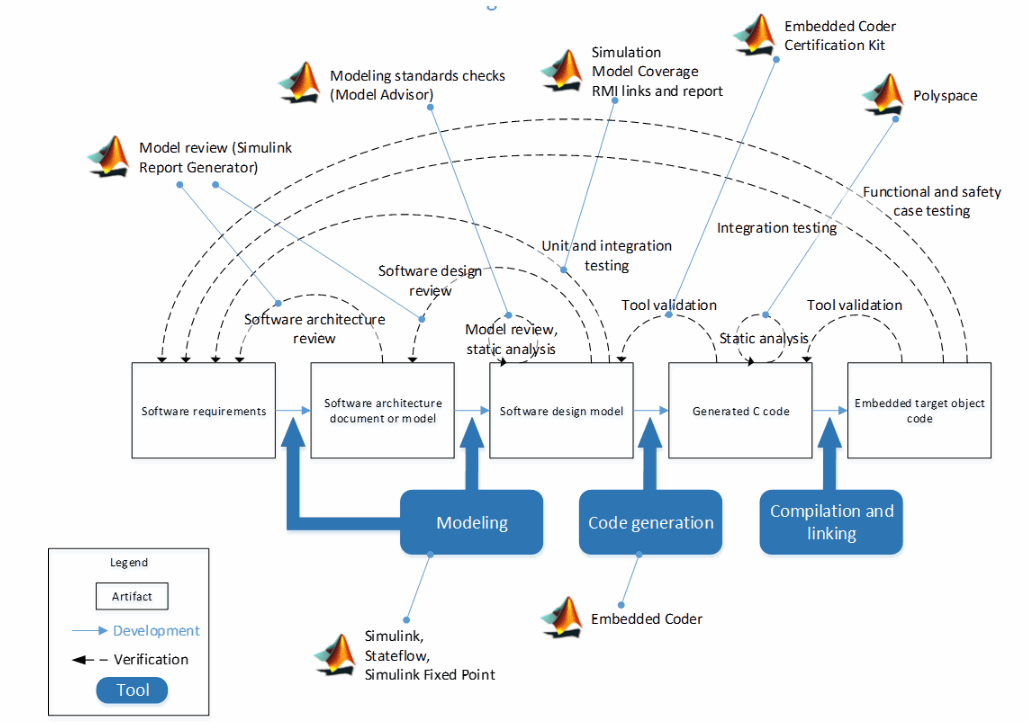 Embedded Coder
Certification Kit
Simulation
Model Coverage
RMI links and report
Modeling standards checks
(Model Advisor)
Polyspace
Model review (Simulink
Report Generator)
Functional and safety
case testing
Integration testing
Unit and integration
testing
Software design
review
Tool validation
Tool validation
Software architecture
review
Model review,
static analysis
Static analysis
Software requirements
Software architecture
document or model
Software design model
Generated C code
Embedded target object
code
Modeling
Code generation
Compilation and
linking
Legend
Artifact
Development
Verification
Tool
Embedded Coder
Simulink,
Stateflow,
Simulink Fixed Point